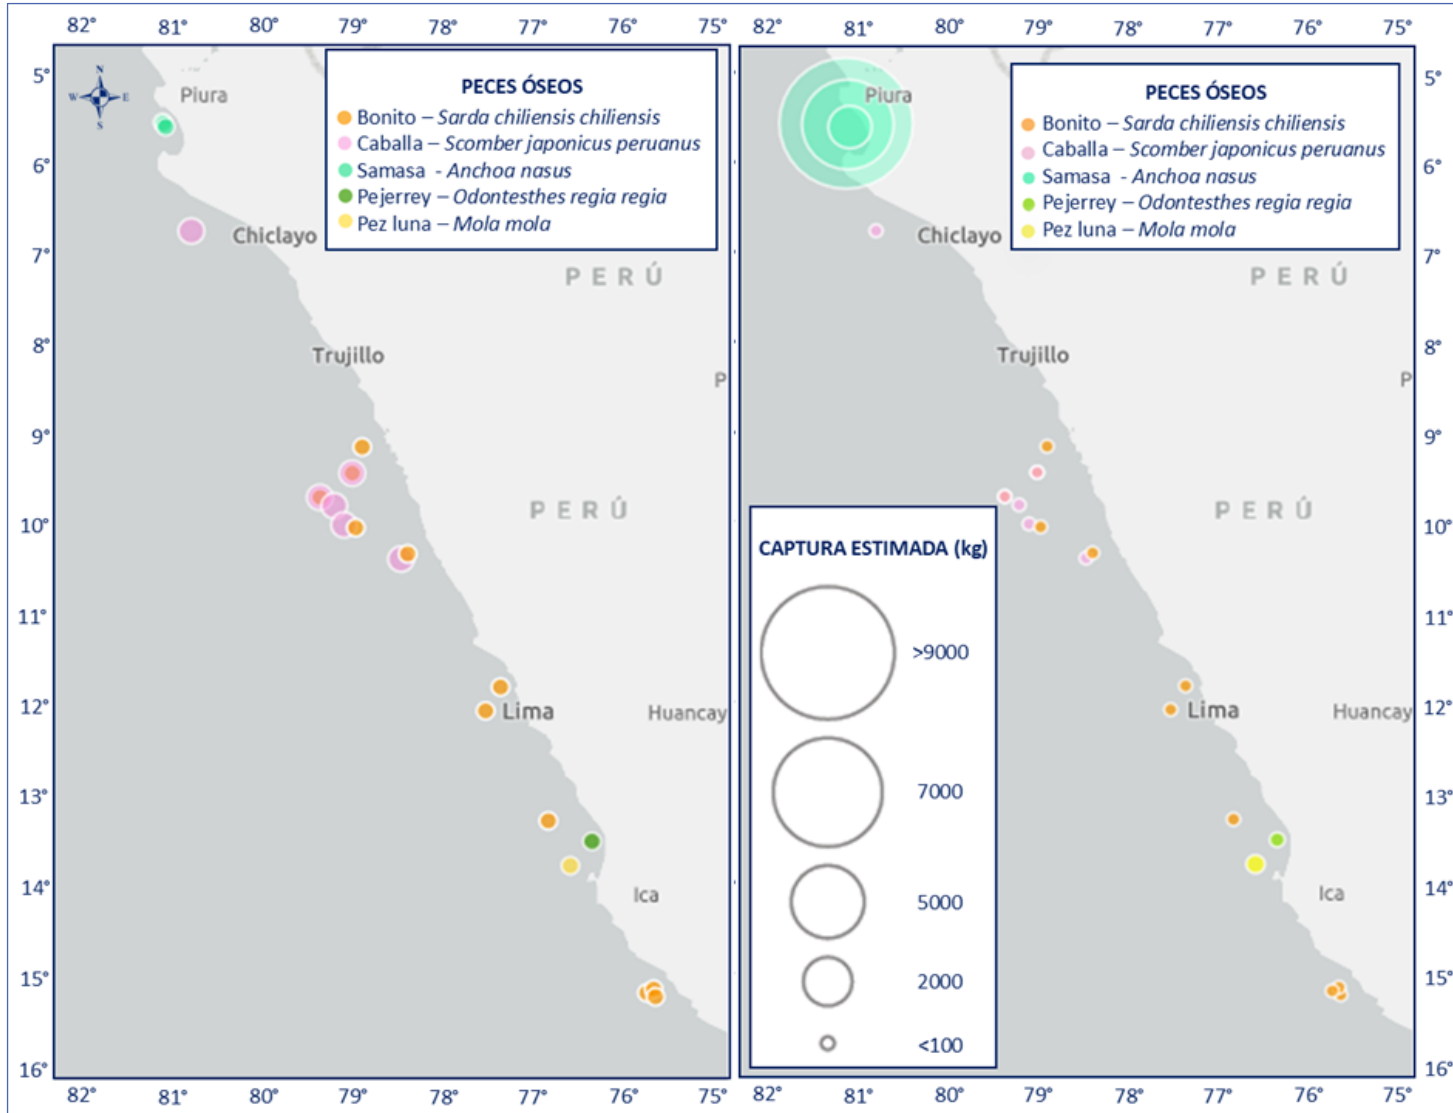 82° 81° 80° 79° 78° 77° 76° 75°
5°
6°
7°
8°
9°
10°
11°
12°
13°
14°
15°
16°
N
W E
S
PECES ÓSEOS
Bonito – Sarda chiliensis chiliensis
Caballa – Scomber japonicus peruanus
Samasa - Anchoa nasus
Pejerrey – Odontesthes regia regia
Pez luna – Mola mola
Piura
Chiclayo
PERÚ
Trujillo
P
PERÚ
Lima
Huancay
Ica
82° 81° 80° 79° 78° 77° 76° 75°
82° 81° 80° 79° 78° 77° 76° 75°
PECES ÓSEOS
Bonito – Sarda chiliensis chiliensis
Caballa – Scomber japonicus peruanus
Samasa - Anchoa nasus
Pejerrey – Odontesthes regia regia
Pez luna – Mola mola
Piura
Chiclayo
PERÚ
Trujillo
P
PERÚ
CAPTURA ESTIMADA (kg)
>9000
7000
5000
2000
<100
Lima
Huancay
Ica
5°
6°
7°
8°
9°
10°
11°
12°
13°
14°
15°
16°
82° 81° 80° 79° 78° 77° 76° 75°